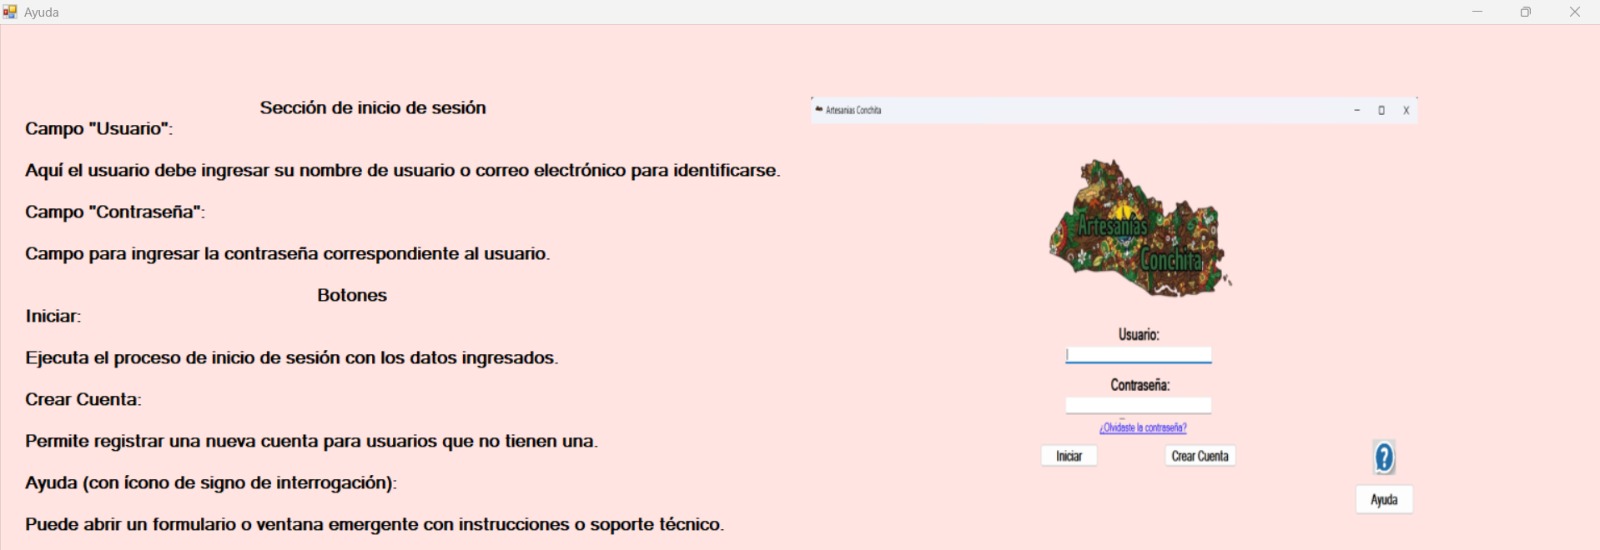 Ayuda
Sección de inicio de sesión
Campo "Usuario":
Aquí el usuario debe ingresar su nombre de usuario o correo electrónico para identificarse.
Campo "Contraseña":
Campo para ingresar la contraseña correspondiente al usuario.
Botones
Iniciar:
Ejecuta el proceso de inicio de sesión con los datos ingresados.
Crear Cuenta:
Permite registrar una nueva cuenta para usuarios que no tienen una.
Ayuda (con ícono de signo de interrogación):
Puede abrir un formulario o ventana emergente con instrucciones o soporte técnico.
Artesanias Conchita
Artesanías
Conchita
Usuario:
Contraseña:
¿Olvidaste la contraseña?
Iniciar
Crear Cuenta
?
Ayuda